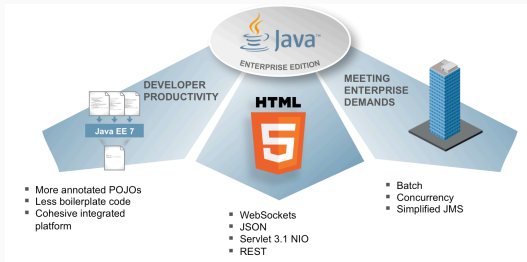 Java™
ENTERPRISE EDITION
DEVELOPER
PRODUCTIVITY
Java EE 7
▪ More annotated POJOs
▪ Less boilerplate code
▪ Cohesive integrated
platform
HTML
5
▪ WebSockets
▪ JSON
▪ Servlet 3.1 NIO
▪ REST
MEETING
ENTERPRISE
DEMANDS
▪ Batch
▪ Concurrency
▪ Simplified JMS